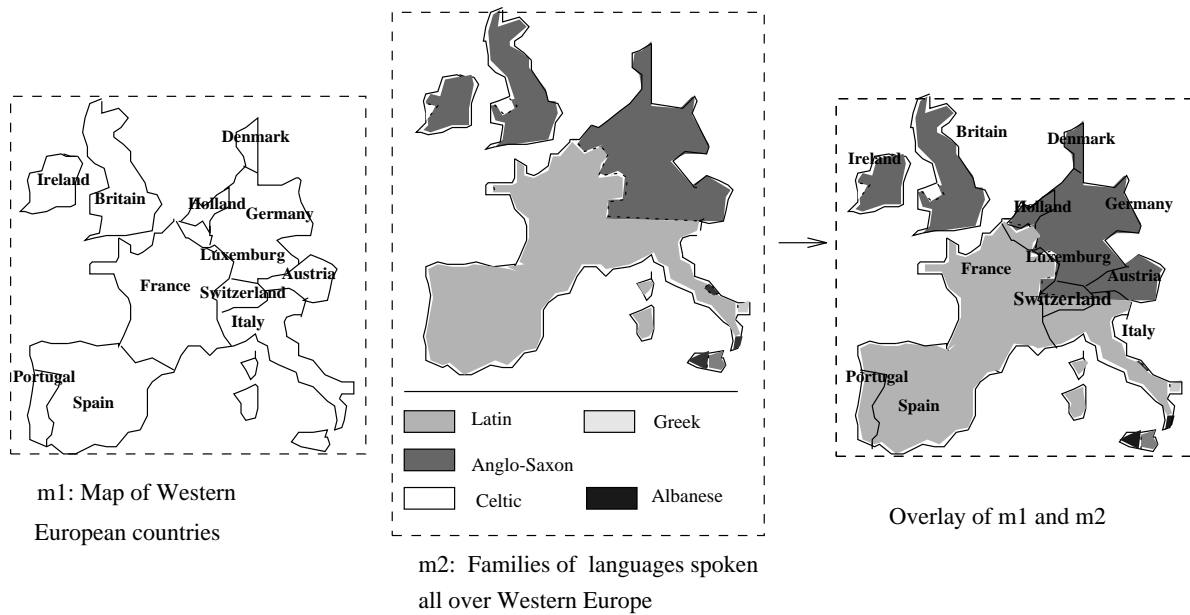 Denmark
Ireland
Britain
Holland
Germany
Luxemburg
Austria
France
Switzerland
Italy
Portugal
Spain
m1: Map of Western
European countries
Latin
Greek
Anglo-Saxon
Celtic
Albanese
m2: Families of languages spoken
all over Western Europe
Britain
Denmark
Ireland
Holland
Germany
Luxemburg
France
Austria
Switzerland
Italy
Portugal
Spain
Overlay of m1 and m2